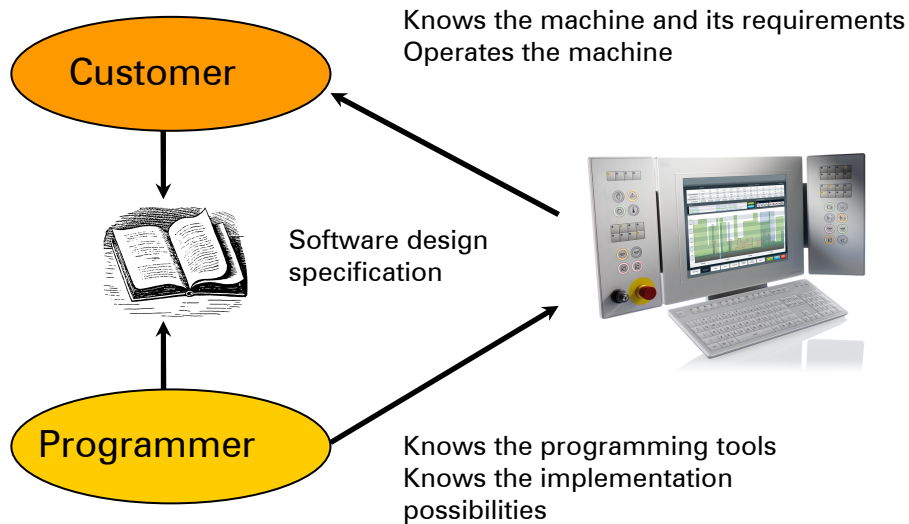 Knows the machine and its requirements
Operates the machine
Customer
Software design
specification
Programmer
Knows the programming tools
Knows the implementation
possibilities